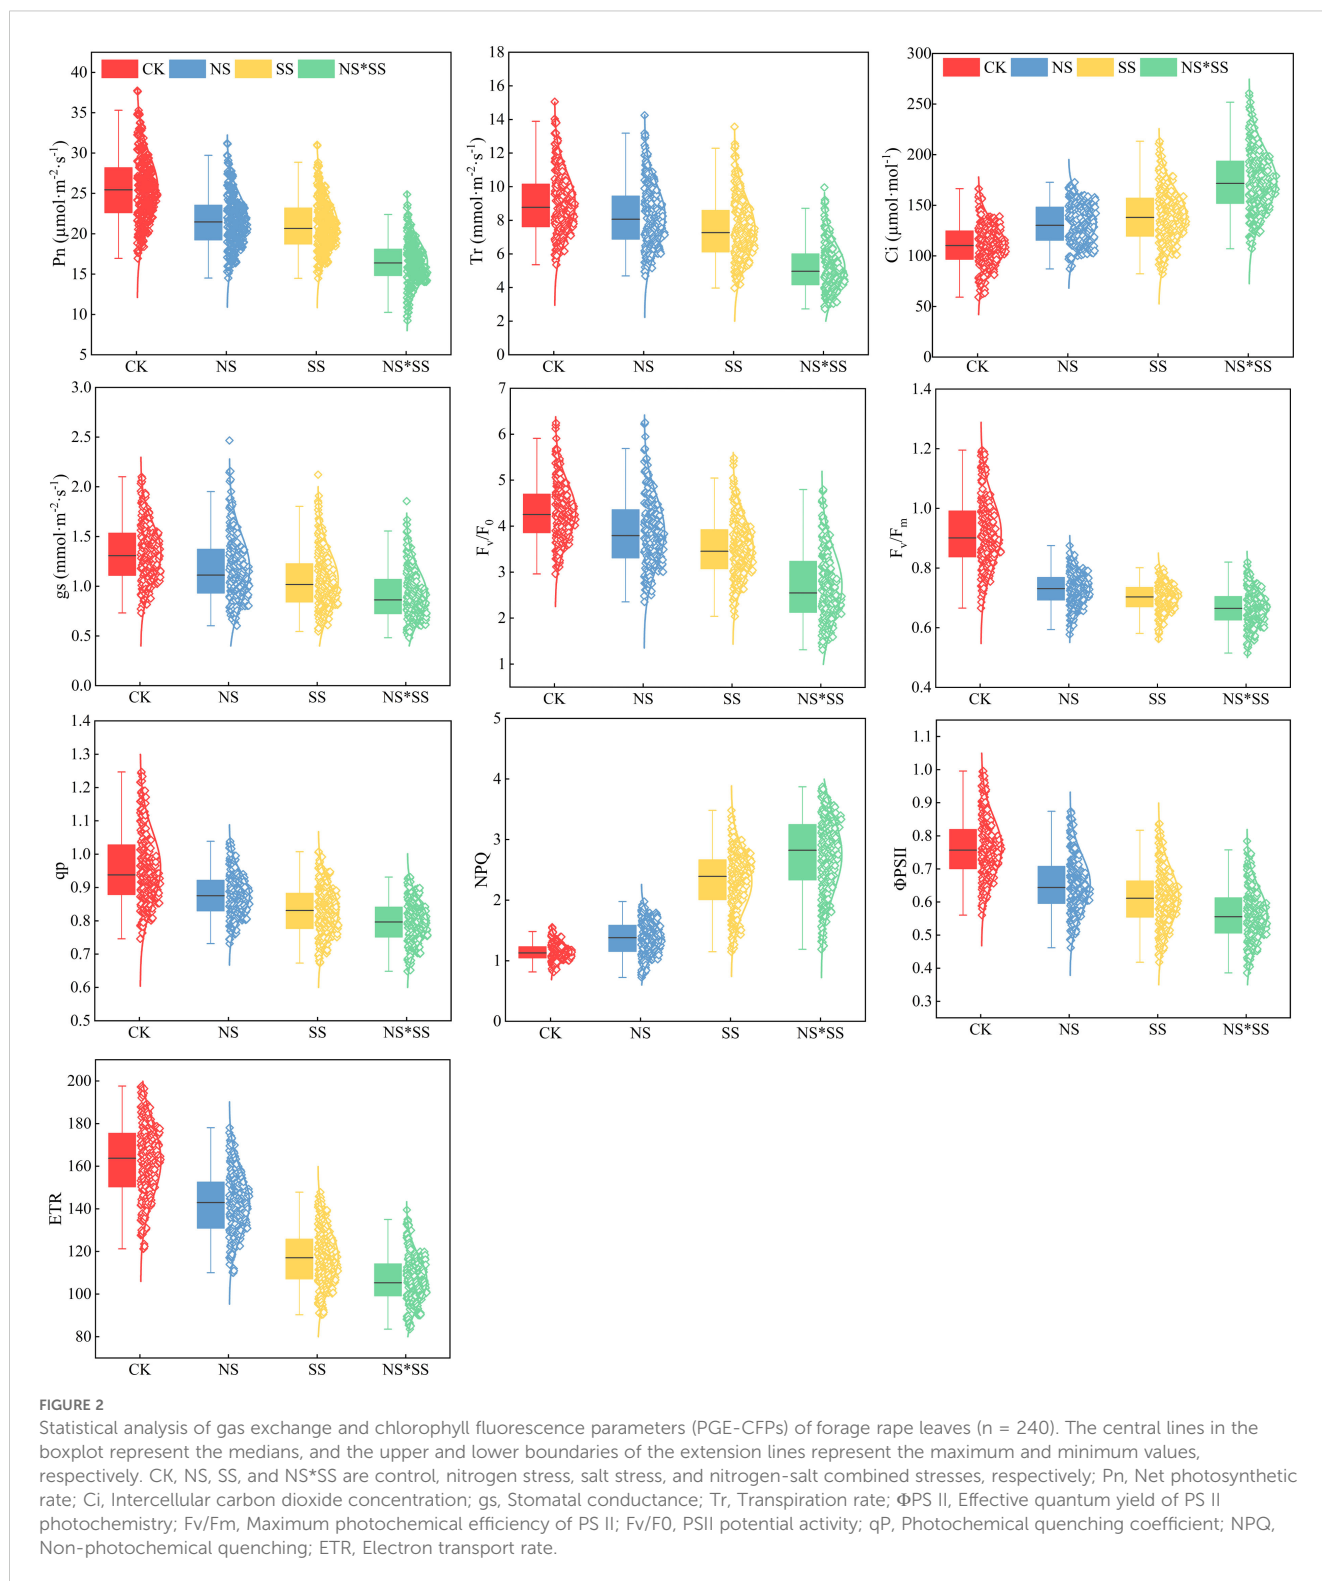 CK NS SS NS*SS
Pn (μmol·m⁻²·s⁻¹)
40
35
30
25
20
15
10
5
CK NS SS NS*SS
Tr (mmol·m⁻²·s⁻¹)
18
16
14
12
10
8
6
4
2
0
CK NS SS NS*SS
CK NS SS NS*SS
Ci (μmol·mol⁻¹)
300
250
200
150
100
50
0
CK NS SS NS*SS
gs (mmol·m⁻²·s⁻¹)
3.0
2.5
2.0
1.5
1.0
0.5
0.0
CK NS SS NS*SS
Fᵥ/F₀
7
6
5
4
3
2
1
CK NS SS NS*SS
Fᵥ/Fₘ
1.4
1.2
1.0
0.8
0.6
0.4
CK NS SS NS*SS
qp
1.4
1.3
1.2
1.1
1.0
0.9
0.8
0.7
0.6
0.5
CK NS SS NS*SS
NPQ
5
4
3
2
1
0
CK NS SS NS*SS
ΦPSII
1.1
1.0
0.9
0.8
0.7
0.6
0.5
0.4
0.3
CK NS SS NS*SS
ETR
200
180
160
140
120
100
80
CK NS SS NS*SS
FIGURE 2
Statistical analysis of gas exchange and chlorophyll fluorescence parameters (PGE-CFPs) of forage rape leaves (n = 240). The central lines in the
boxplot represent the medians, and the upper and lower boundaries of the extension lines represent the maximum and minimum values,
respectively. CK, NS, SS, and NS*SS are control, nitrogen stress, salt stress, and nitrogen-salt combined stresses, respectively; Pn, Net photosynthetic
rate; Ci, Intercellular carbon dioxide concentration; gs, Stomatal conductance; Tr, Transpiration rate; ΦPS II, Effective quantum yield of PS II
photochemistry; Fv/Fm, Maximum photochemical efficiency of PS II; Fv/F0, PSII potential activity; qP, Photochemical quenching coefficient; NPQ,
Non-photochemical quenching; ETR, Electron transport rate.